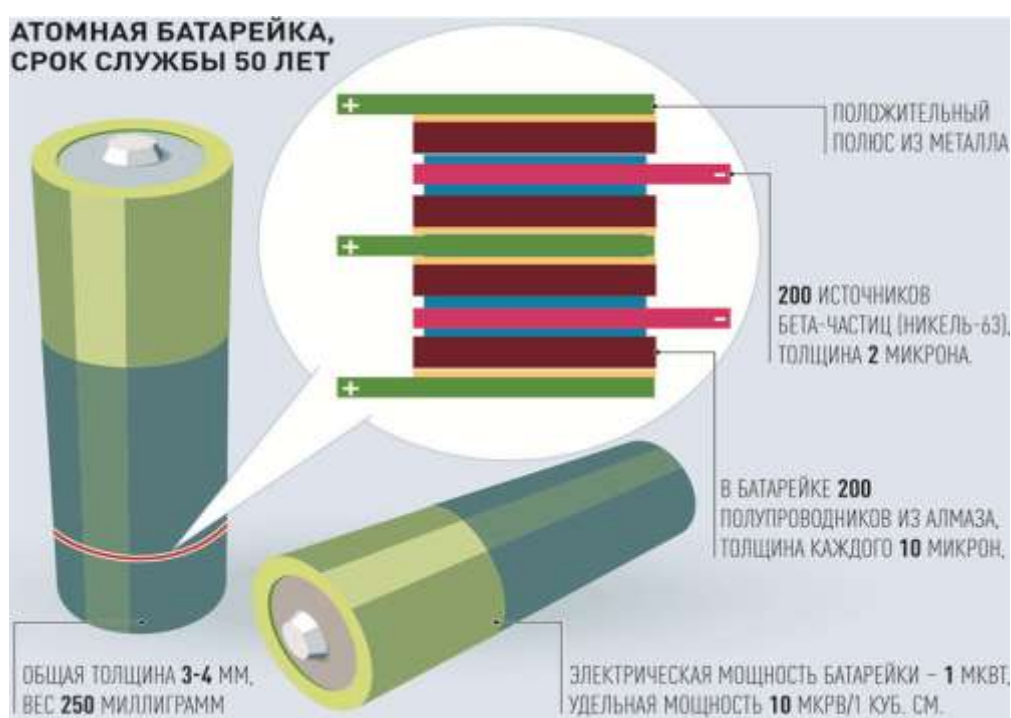 АТОМНАЯ БАТАРЕЙКА,
СРОК СЛУЖБЫ 50 ЛЕТ
+
ПОЛОЖИТЕЛЬНЫЙ
ПОЛЮС ИЗ МЕТАЛЛА
-
+
200 ИСТОЧНИКОВ
БЕТА-ЧАСТИЦ (НИКЕЛЬ-63),
ТОЛЩИНА 2 МИКРОНА.
-
+
В БАТАРЕЙКЕ 200
ПОЛУПРОВОДНИКОВ ИЗ АЛМАЗА,
ТОЛЩИНА КАЖДОГО 10 МИКРОН,
ОБЩАЯ ТОЛЩИНА 3-4 ММ,
ВЕС 250 МИЛЛИГРАММ
ЭЛЕКТРИЧЕСКАЯ МОЩНОСТЬ БАТАРЕЙКИ – 1 МКВТ,
УДЕЛЬНАЯ МОЩНОСТЬ 10 МКРВ/1 КУБ. СМ.